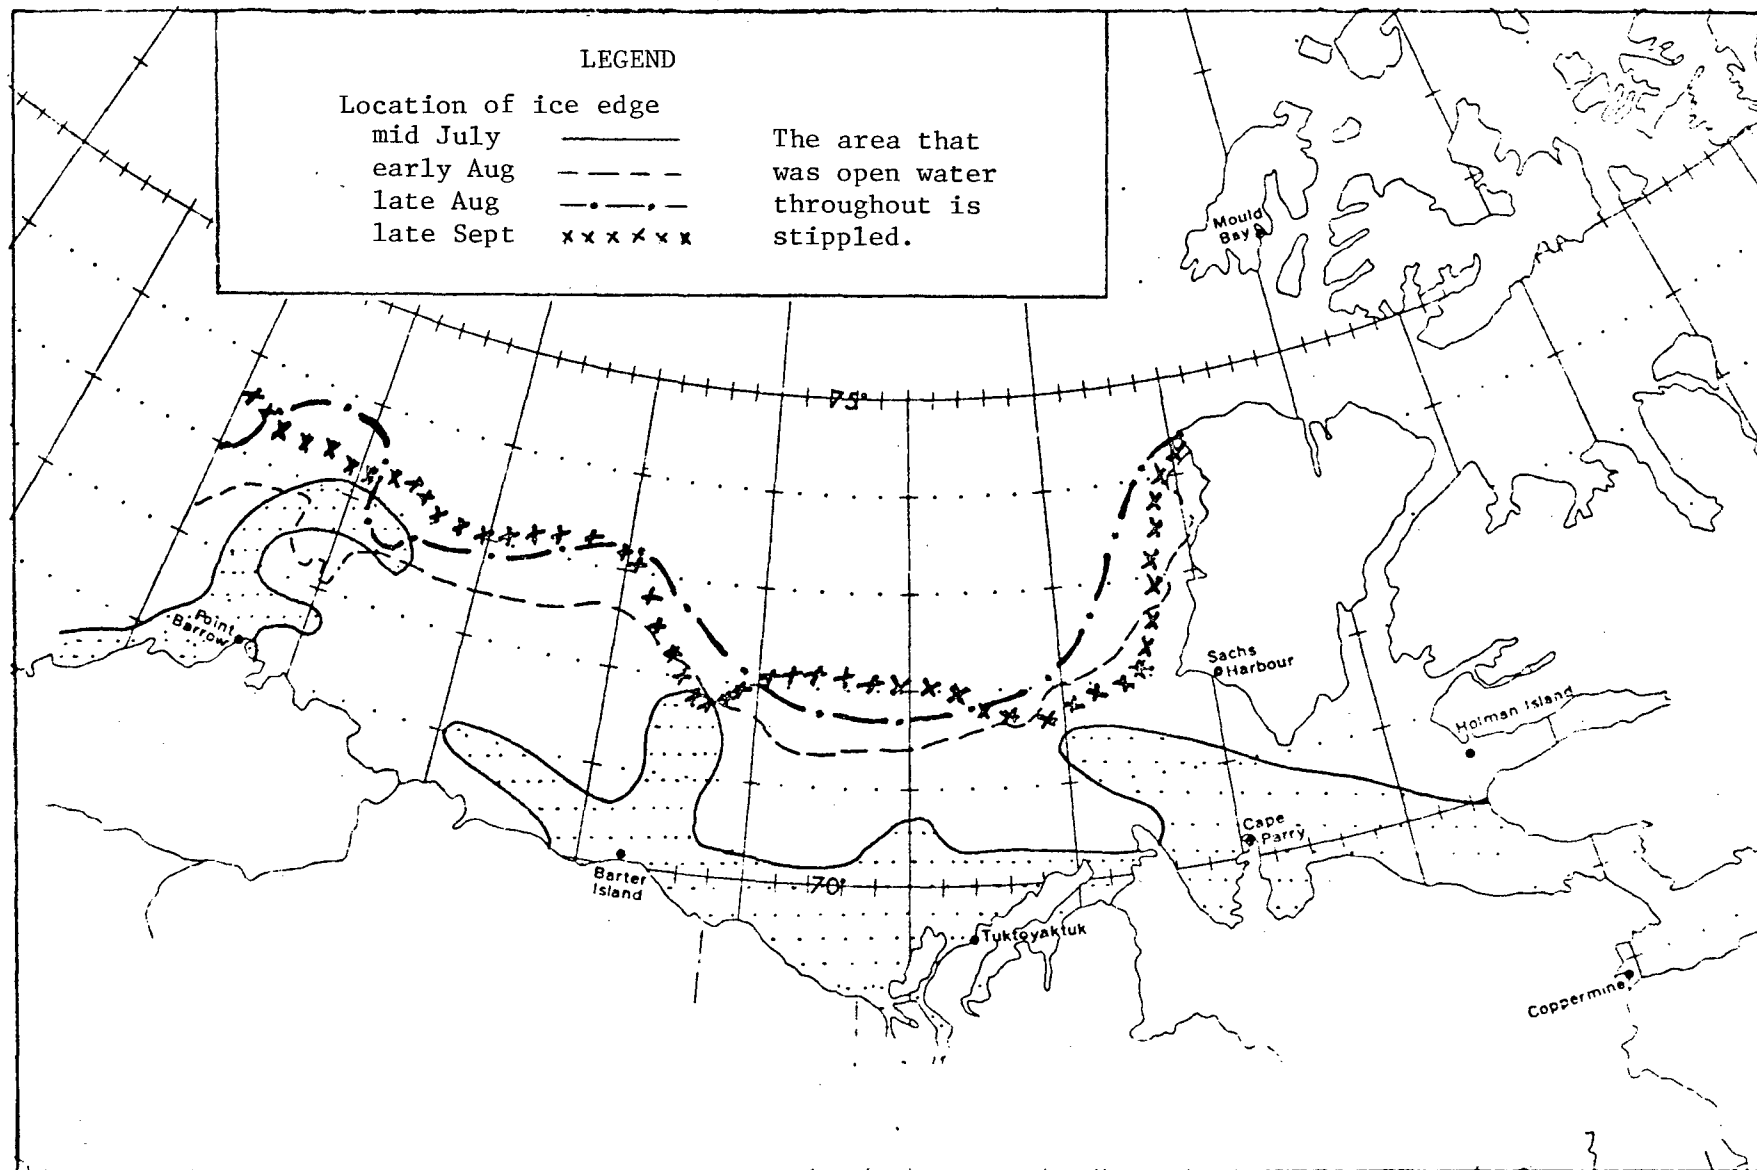 LEGEND
Location of ice edge
mid July
early Aug
late Aug
late Sept
The area that
was open water
throughout is
stippled.
Mould
Bay
75°
Point
Barrow
Sachs
Harbour
Holman Island
Cape
Parry
Barter
Island
70°
Tuktoyaktuk
Coppermine